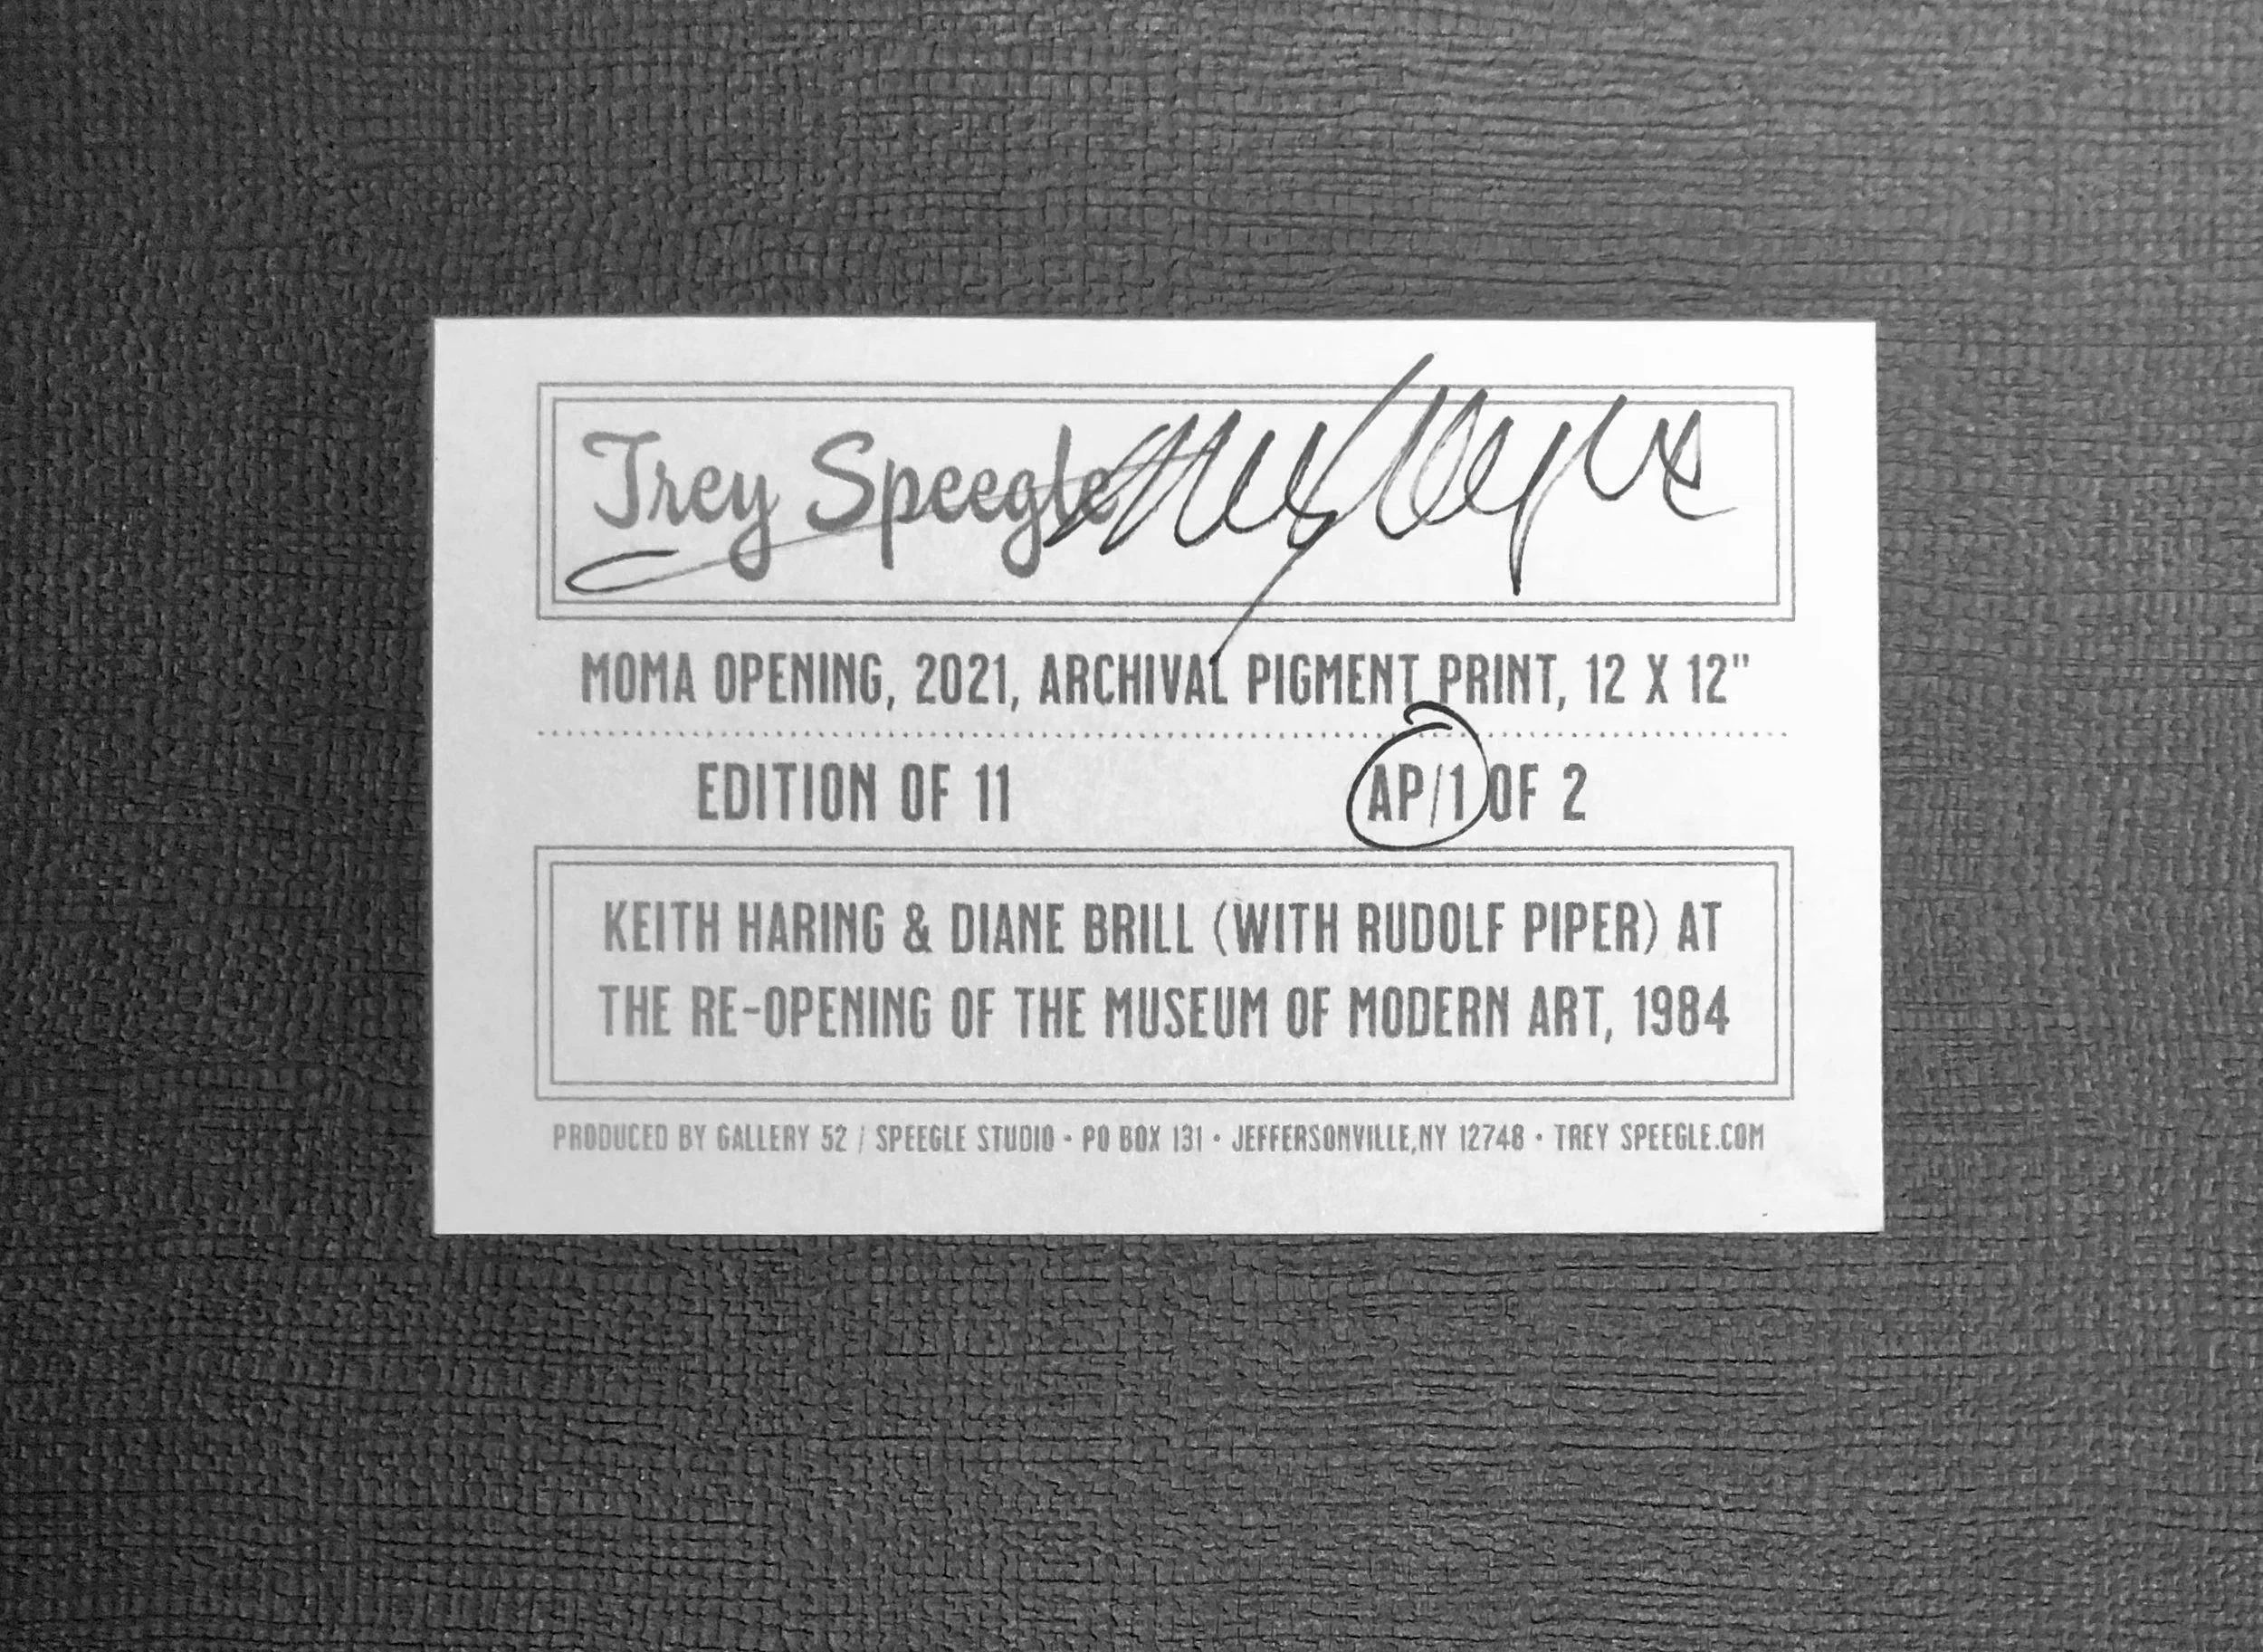 Trey Speegle
MOMA OPENING, 2021, ARCHIVAL PIGMENT PRINT, 12 X 12"
EDITION OF 11 AP/1 OF 2
KEITH HARING & DIANE BRILL (WITH RUDOLF PIPER) AT
THE RE-OPENING OF THE MUSEUM OF MODERN ART, 1984
PRODUCED BY GALLERY 52 / SPEEGLE STUDIO • PO BOX 131 • JEFFERSONVILLE,NY 12748 • TREY SPEEGLE.COM